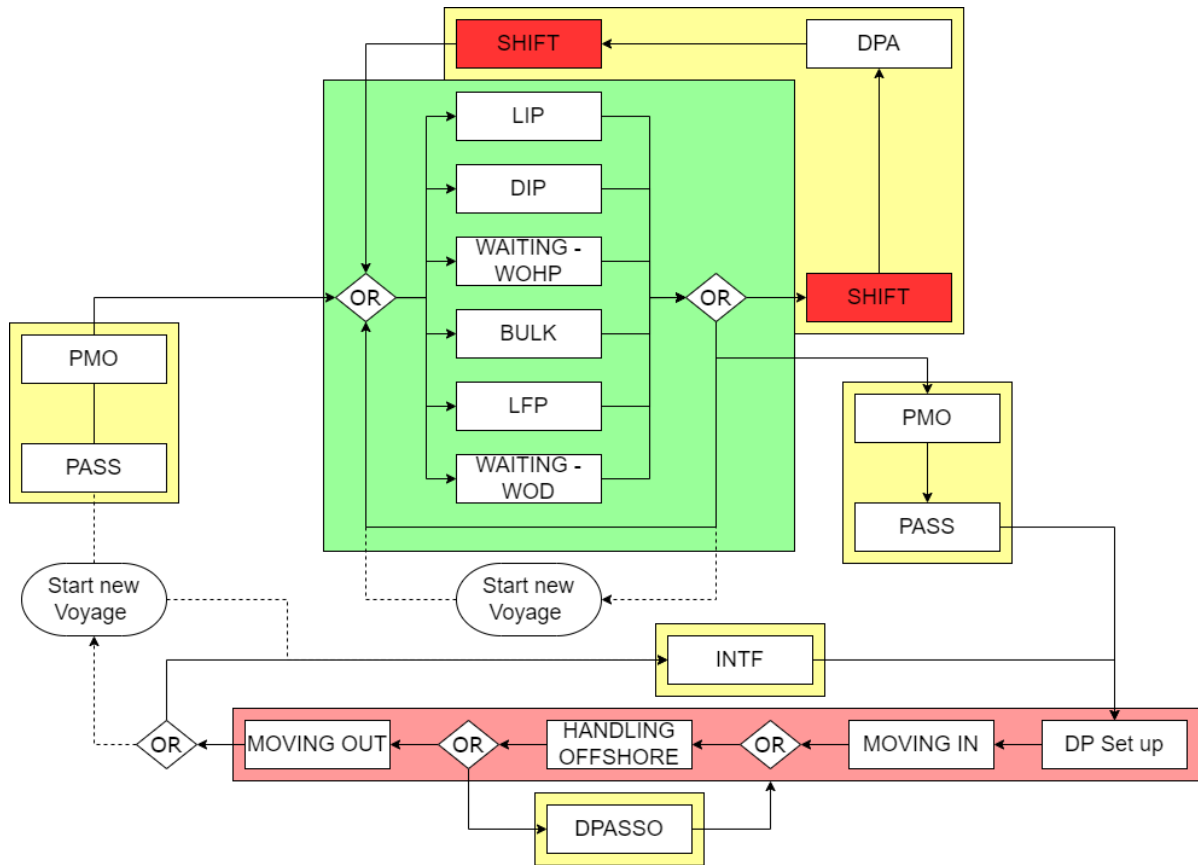 SHIFT
DPA
LIP
DIP
WAITING -
WOHP
OR
OR
SHIFT
BULK
PMO
LFP
PMO
PASS
WAITING -
WOD
PASS
Start new
Voyage
Start new
Voyage
INTF
OR
MOVING OUT
OR
HANDLING
OFFSHORE
OR
MOVING IN
DP Set up
DPASSO